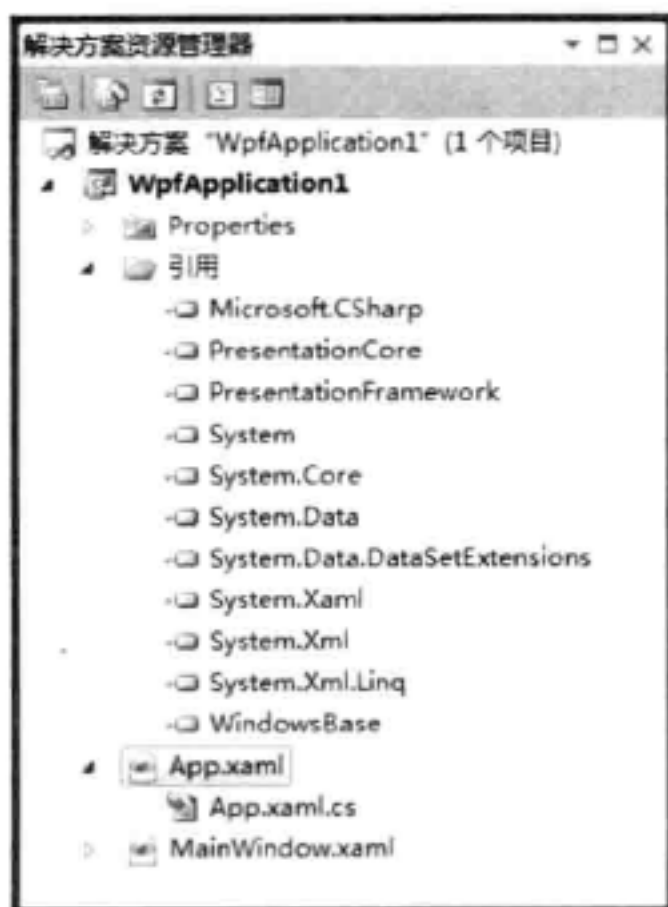 解决方案资源管理器
解决方案 "WpfApplication1" (1 个项目)
WpfApplication1
Properties
引用
Microsoft.CSharp
PresentationCore
PresentationFramework
System
System.Core
System.Data
System.Data.DataSetExtensions
System.Xaml
System.Xml
System.Xml.Linq
WindowsBase
App.xaml
App.xaml.cs
MainWindow.xaml